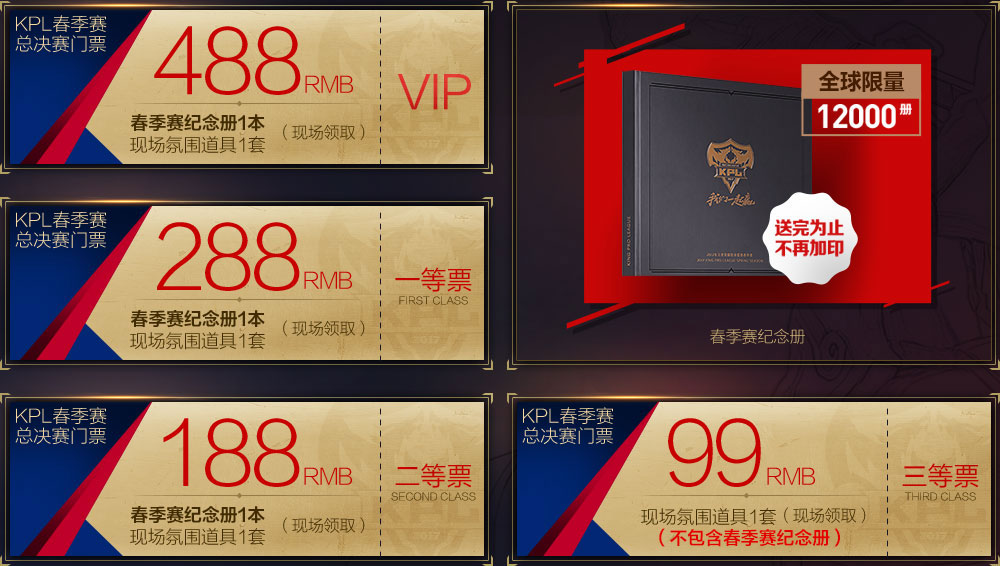 KPL春季赛
总决赛门票
488RMB
VIP
春季赛纪念册1本
现场氛围道具1套
（现场领取）
全球限量
12000册
KPL
KING PRO LEAGUE
送完为止
不再加印
春季赛纪念册
KPL春季赛
总决赛门票
288RMB
一等票
FIRST CLASS
春季赛纪念册1本
现场氛围道具1套
（现场领取）
KPL春季赛
总决赛门票
188RMB
二等票
SECOND CLASS
春季赛纪念册1本
现场氛围道具1套
（现场领取）
KPL春季赛
总决赛门票
99RMB
三等票
THIRD CLASS
现场氛围道具1套（现场领取）
（不包含春季赛纪念册）